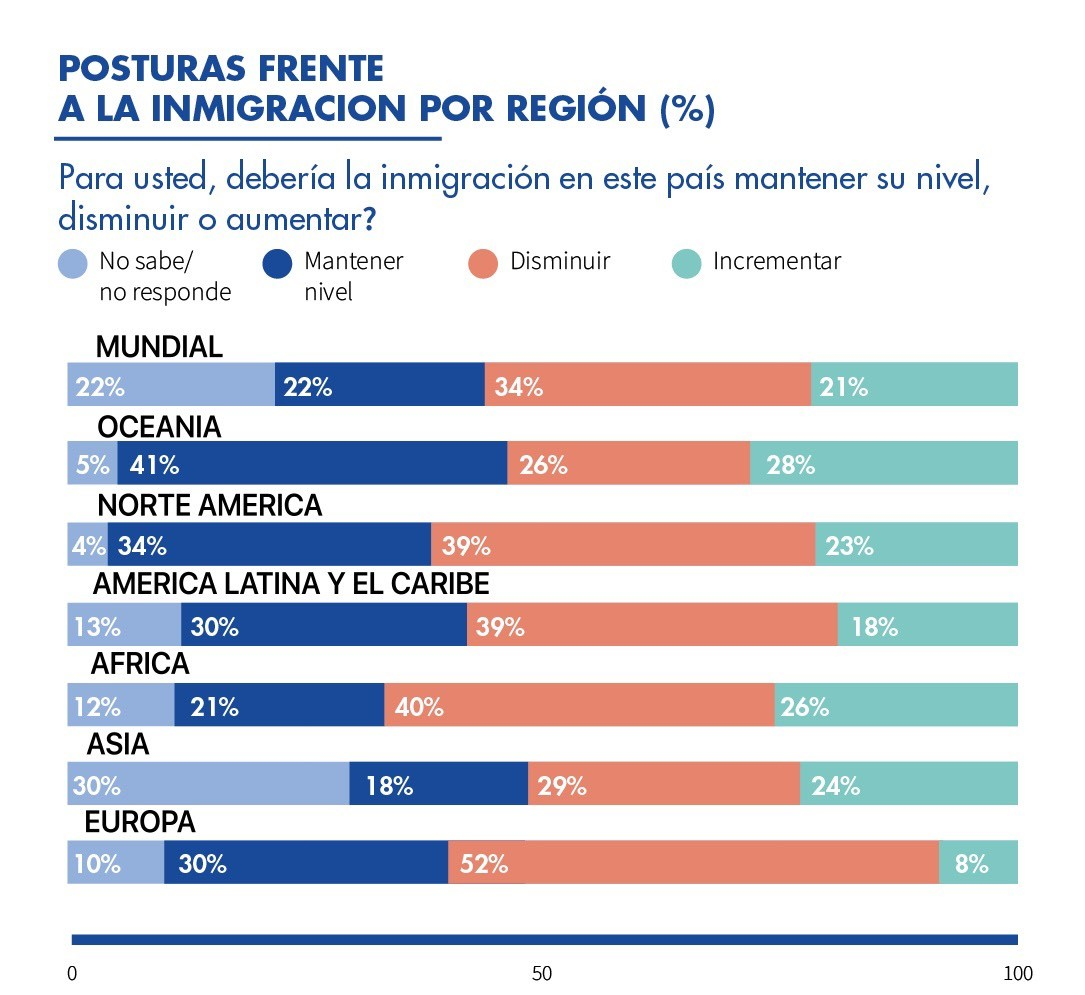 POSTURAS FRENTE
A LA INMIGRACION POR REGIÓN (%)
Para usted, debería la inmigración en este país mantener su nivel,
disminuir o aumentar?
No sabe/
no responde
Mantener
nivel
Disminuir
Incrementar
MUNDIAL
22% 22% 34% 21%
OCEANIA
5% 41% 26% 28%
NORTE AMERICA
4% 34% 39% 23%
AMERICA LATINA Y EL CARIBE
13% 30% 39% 18%
AFRICA
12% 21% 40% 26%
ASIA
30% 18% 29% 24%
EUROPA
10% 30% 52% 8%
0 50 100